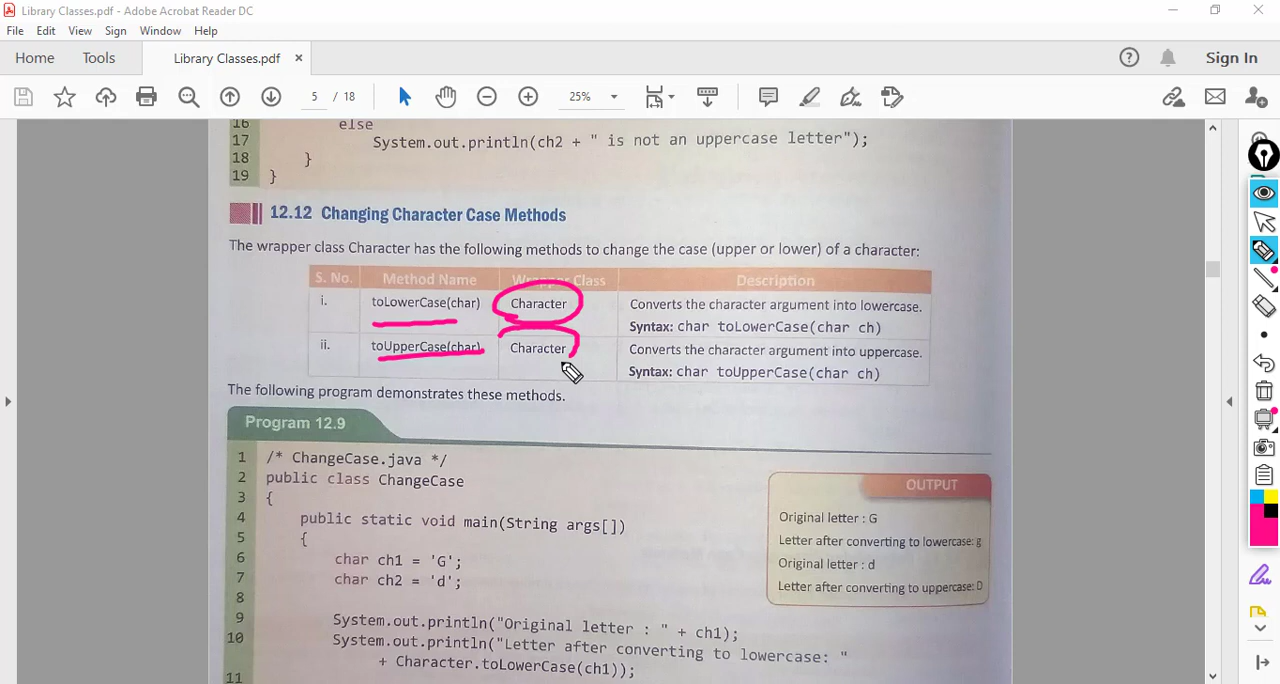 Library Classes.pdf - Adobe Acrobat Reader DC
File Edit View Sign Window Help
Home Tools Library Classes.pdf × Sign In
5 / 18 25%
16 else
17 System.out.println(ch2 + " is not an uppercase letter");
18 }
19 }
12.12 Changing Character Case Methods
The wrapper class Character has the following methods to change the case (upper or lower) of a character:
S. No. Method Name Wrapper Class Description
i. toLowerCase(char) Character Converts the character argument into lowercase.
Syntax: char toLowerCase(char ch)
ii. toUpperCase(char) Character Converts the character argument into uppercase.
Syntax: char toUpperCase(char ch)
The following program demonstrates these methods.
Program 12.9
1 /* ChangeCase.java */
2 public class ChangeCase
3 {
4 public static void main(String args[])
5 {
6 char ch1 = 'G';
7 char ch2 = 'd';
8
9 System.out.println("Original letter : " + ch1);
10 System.out.println("Letter after converting to lowercase: "
+ Character.toLowerCase(ch1));
11
OUTPUT
Original letter : G
Letter after converting to lowercase: g
Original letter : d
Letter after converting to uppercase: D